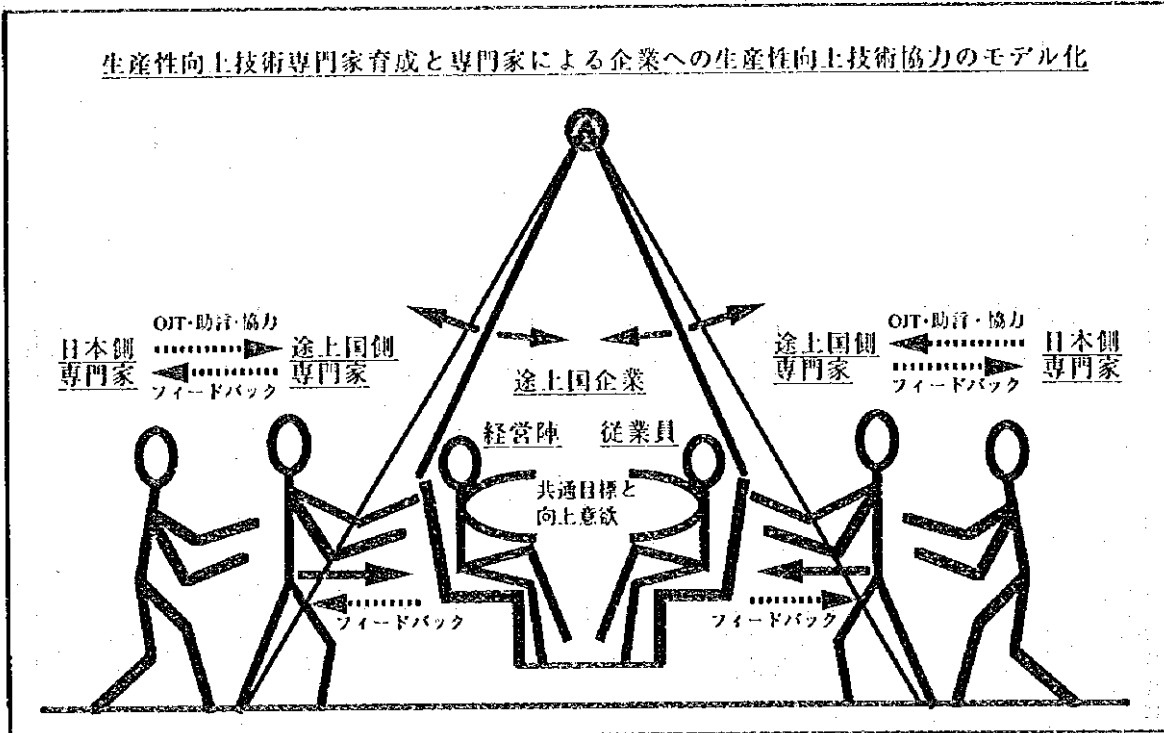 生産性向上技術専門家育成と専門家による企業への生産性向上技術協力のモデル化
OJT・助言・協力
日本側
専門家
途上国側
専門家
フィードバック
OJT・助言・協力
途上国側
専門家
日本側
専門家
フィードバック
途上国企業
経営陣
従業員
共通目標と
向上意欲
フィードバック
フィードバック